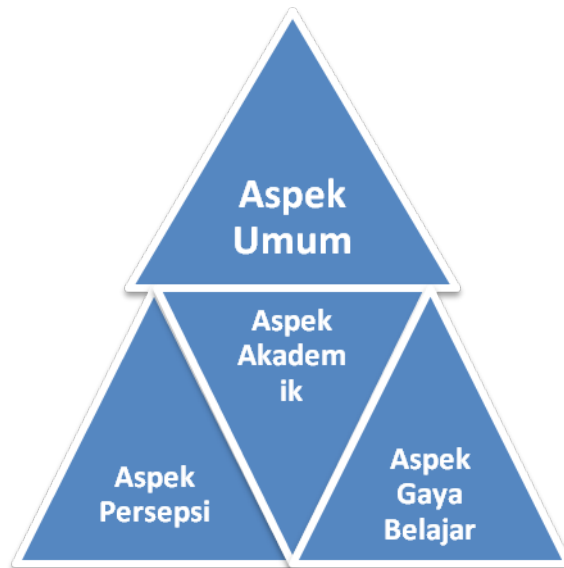 Aspek
Umum
Aspek
Akadem
ik
Aspek
Persepsi
Aspek
Gaya
Belajar